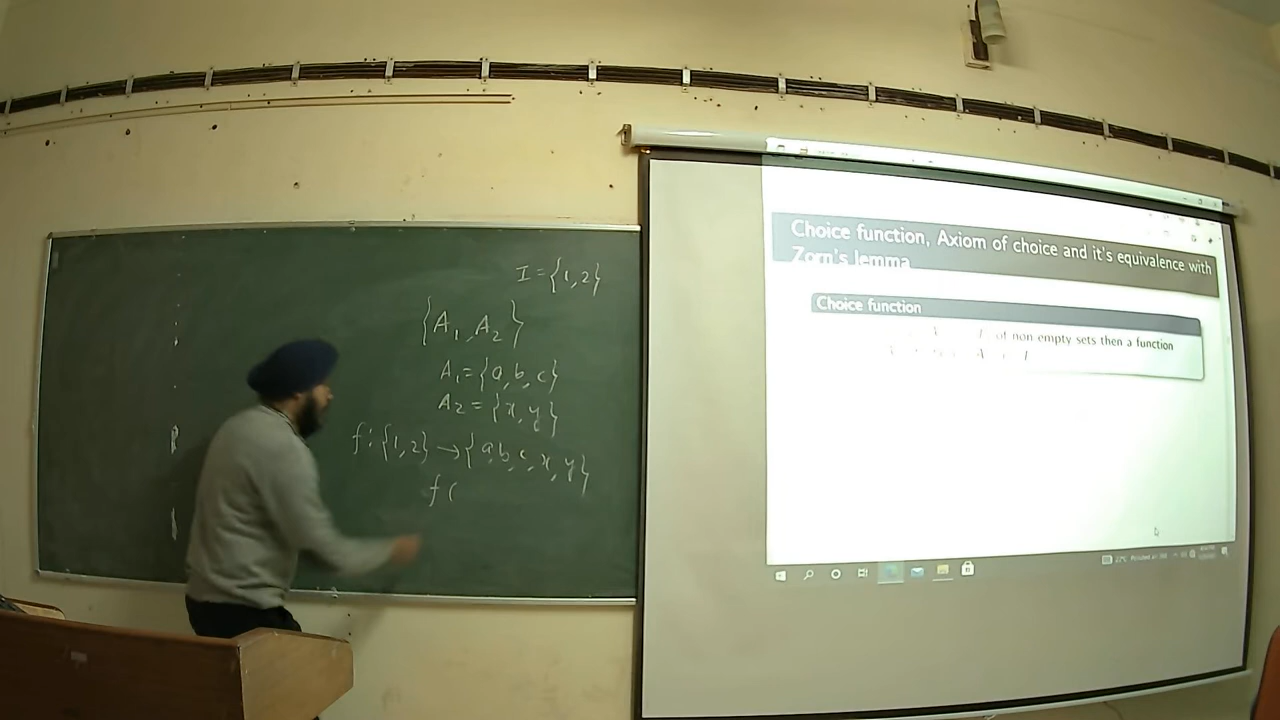 I = {1,2}
{A₁, A₂}
A₁ = {a, b, c}
A₂ = {x, y}
f: {1,2} → {a, b, c, x, y}
f (
Choice function, Axiom of choice and it's equivalence with
Zorn's lemma
Choice function
of non empty sets then a function